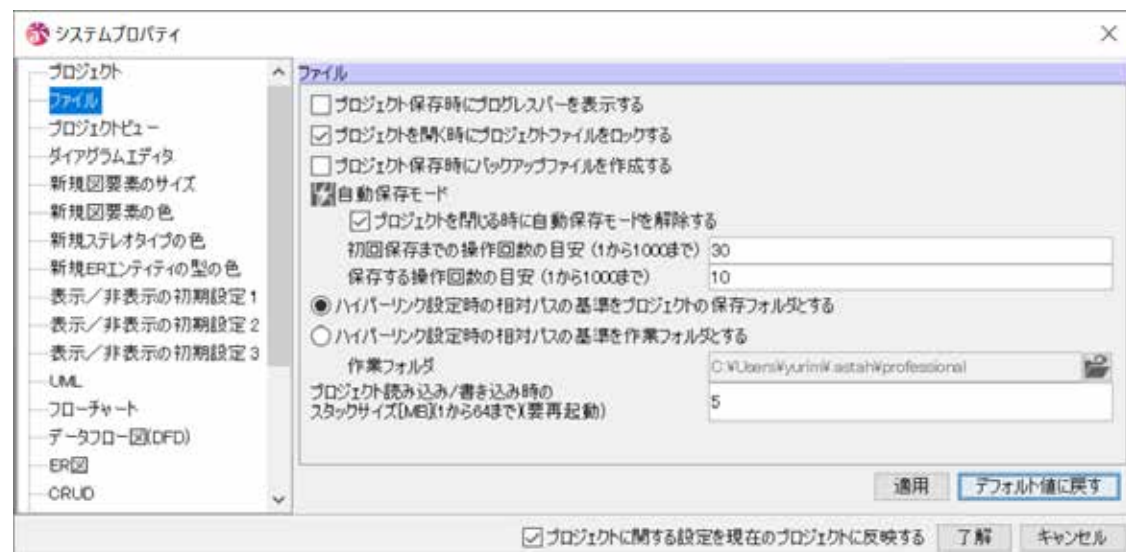 システムプロパティ
プロジェクト
ファイル
プロジェクトビュー
ダイアグラムエディタ
新規図要素のサイズ
新規図要素の色
新規ステレオタイプの色
新規ERエンティティの型の色
表示／非表示の初期設定1
表示／非表示の初期設定2
表示／非表示の初期設定3
UML
フローチャート
データフロー図(DFD)
ER図
CRUD
ファイル
プロジェクト保存時にプログレスバーを表示する
プロジェクトを開く時にプロジェクトファイルをロックする
プロジェクト保存時にバックアップファイルを作成する
自動保存モード
プロジェクトを閉じる時に自動保存モードを解除する
初回保存までの操作回数の目安 (1から1000まで) 30
保存する操作回数の目安 (1から1000まで) 10
ハイパーリンク設定時の相対パスの基準をプロジェクトの保存フォルダとする
ハイパーリンク設定時の相対パスの基準を作業フォルダとする
作業フォルダ C:¥Users¥yurim¥.astah¥professional
プロジェクト読み込み/書き込み時の
スタックサイズ[MB](1から64まで)(要再起動) 5
適用 デフォルト値に戻す
プロジェクトに関する設定を現在のプロジェクトに反映する 了解 キャンセル